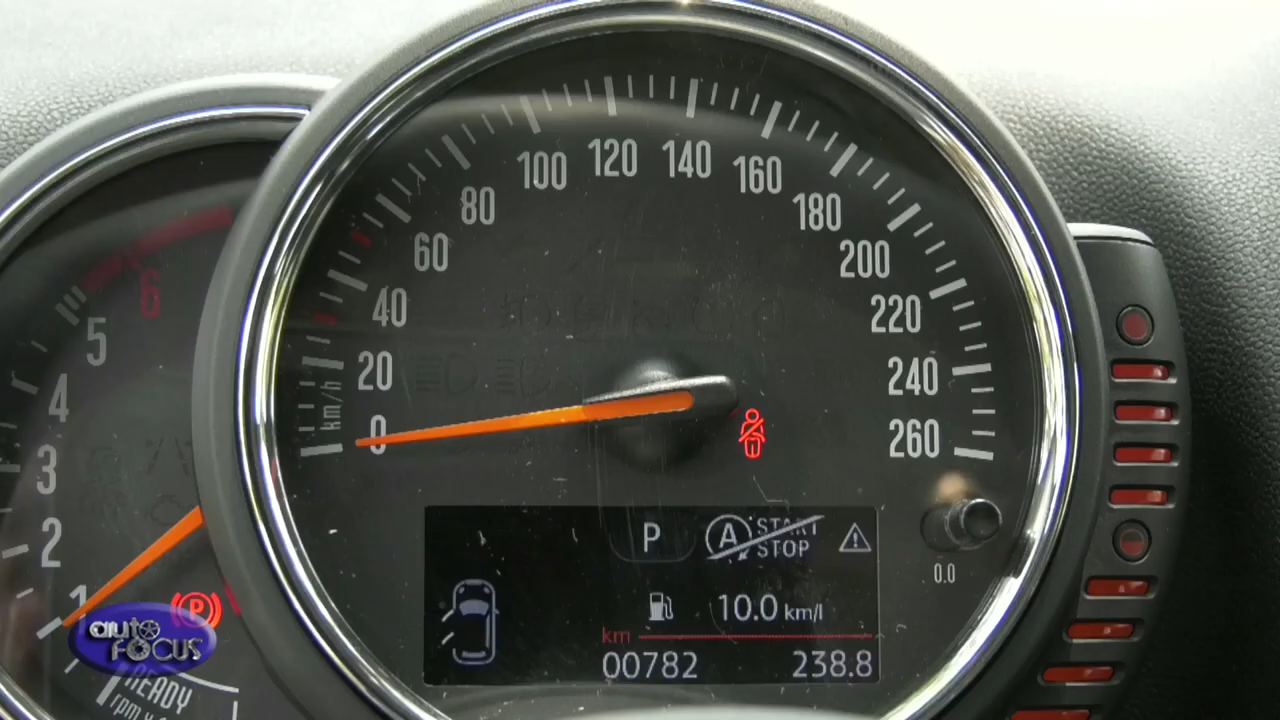 100 120 140 160
80 180
60 200
40 220
20 240
0 260
km/h
6
5
4
3
2
1
P
P A START
STOP
0.0
10.0 km/l
km
00782 238.8
auto
FOCUS
READY
rpm x